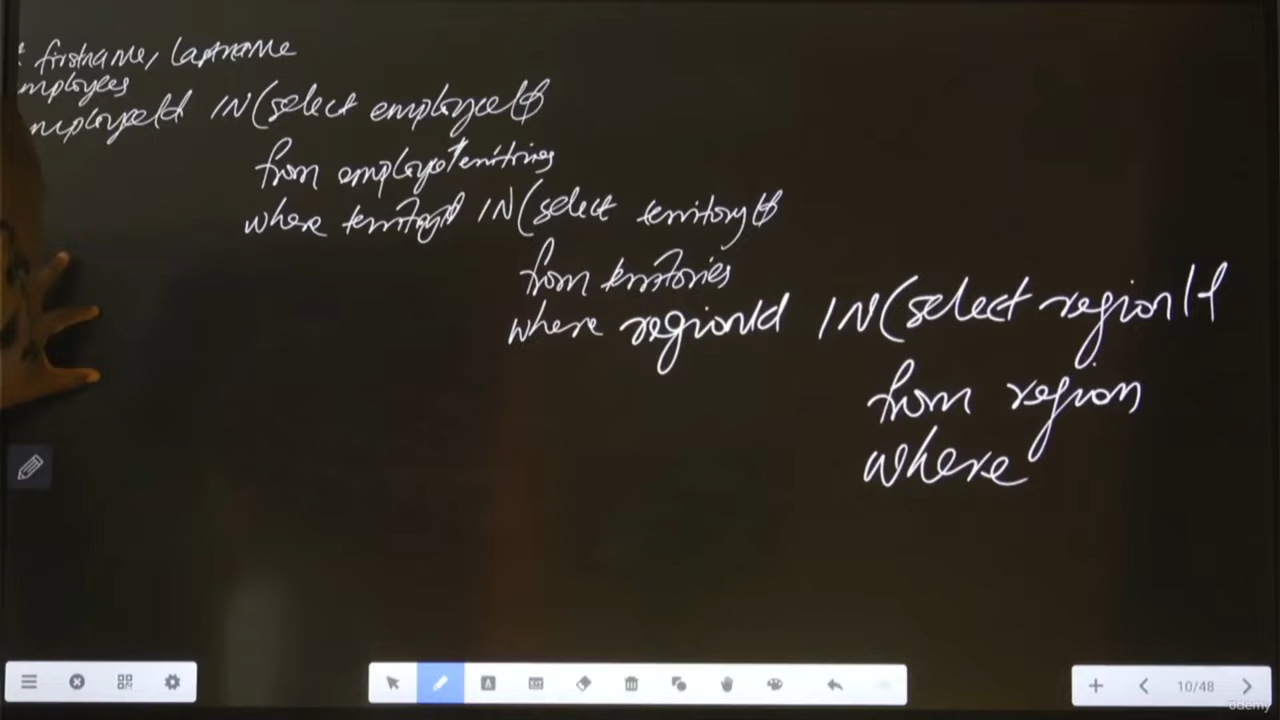 firstname, lastname
mployees
mployeeId IN(select employeeId
from employeeTerritories
where territoryId IN(select territoryId
from territories
where regionId IN(select regionId
from region
where
10/48
udemy